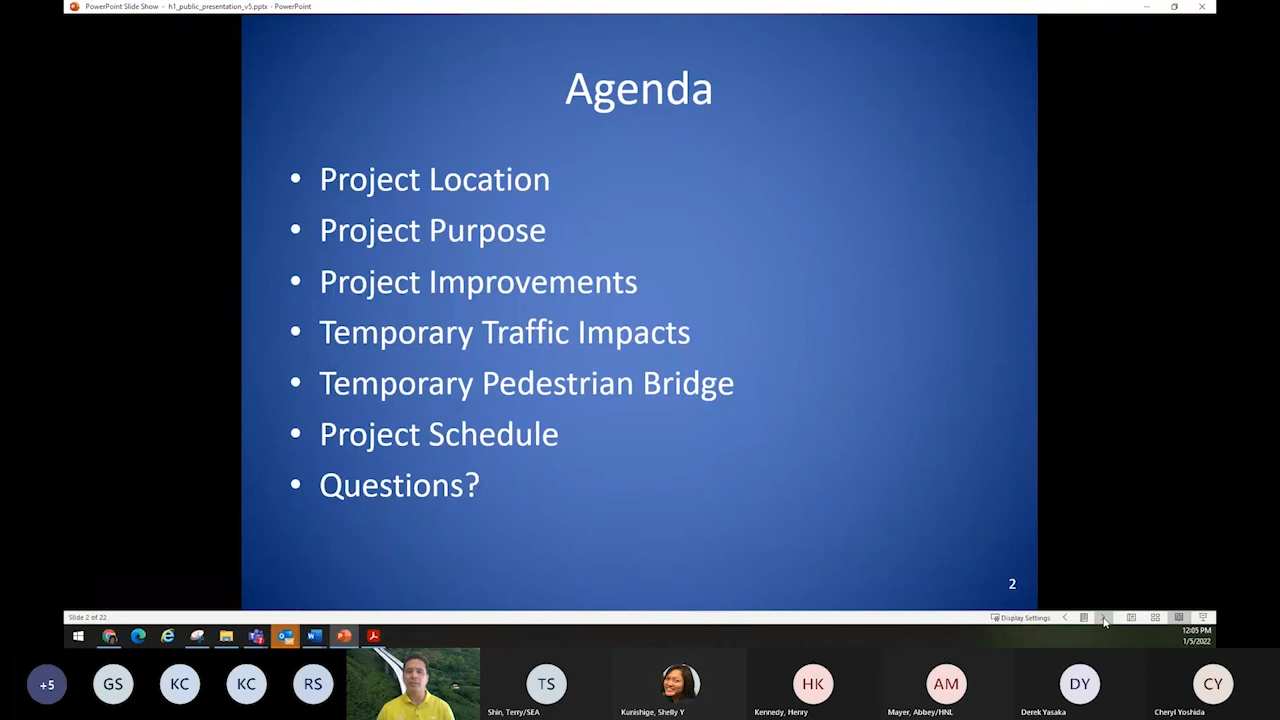 PowerPoint Slide Show - h1_public_presentation_v5.pptx - PowerPoint
Agenda
• Project Location
• Project Purpose
• Project Improvements
• Temporary Traffic Impacts
• Temporary Pedestrian Bridge
• Project Schedule
• Questions?
2
Slide 2 of 22
Display Settings
12:05 PM
1/5/2022
+5
GS
KC
KC
RS
TS
HK
AM
DY
CY
Shin, Terry/SEA
Kunishige, Shelly Y
Kennedy, Henry
Mayer, Abbey/HNL
Derek Yasaka
Cheryl Yoshida